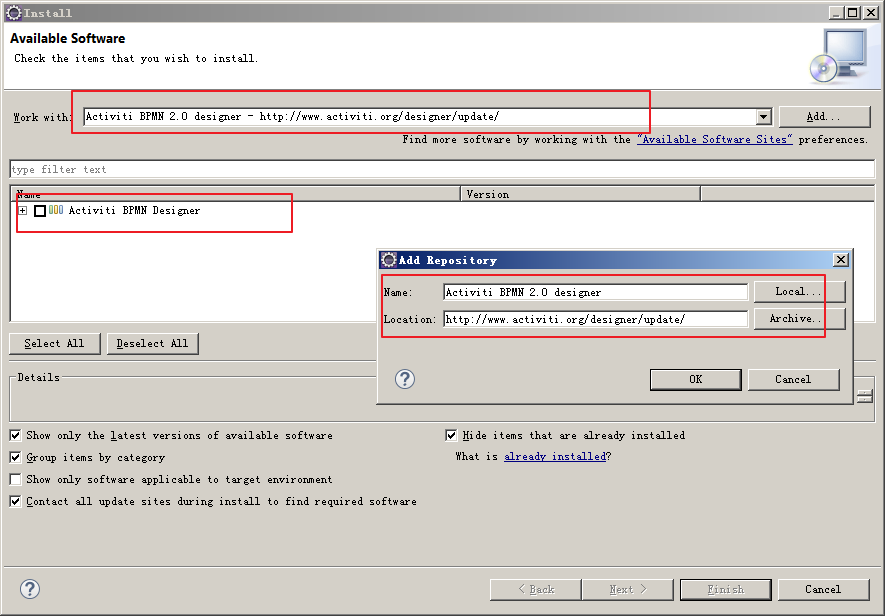 Install
Available Software
Check the items that you wish to install.
Work with: Activiti BPMN 2.0 designer - http://www.activiti.org/designer/update/ Add...
Find more software by working with the "Available Software Sites" preferences.
type filter text
Name Version
Activiti BPMN Designer
Add Repository
Name: Activiti BPMN 2.0 designer Local...
Location: http://www.activiti.org/designer/update/ Archive..
OK Cancel
Select All Deselect All
Details
Show only the latest versions of available software Hide items that are already installed
Group items by category What is already installed?
Show only software applicable to target environment
Contact all update sites during install to find required software
< Back Next > Finish Cancel